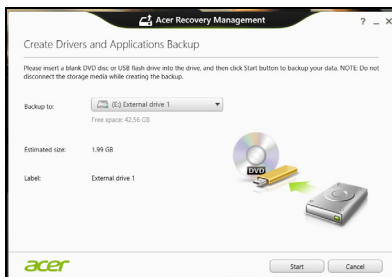 Acer Recovery Management
? _ ×
Create Drivers and Applications Backup
Please insert a blank DVD disc or USB flash drive into the drive, and then click Start button to backup your data. NOTE: Do not
disconnect the storage media while creating the backup.
Backup to:
(E:) External drive 1
Free space: 42.56 GB
Estimated size:
1.99 GB
Label:
External drive 1
DVD
acer
Start
Cancel